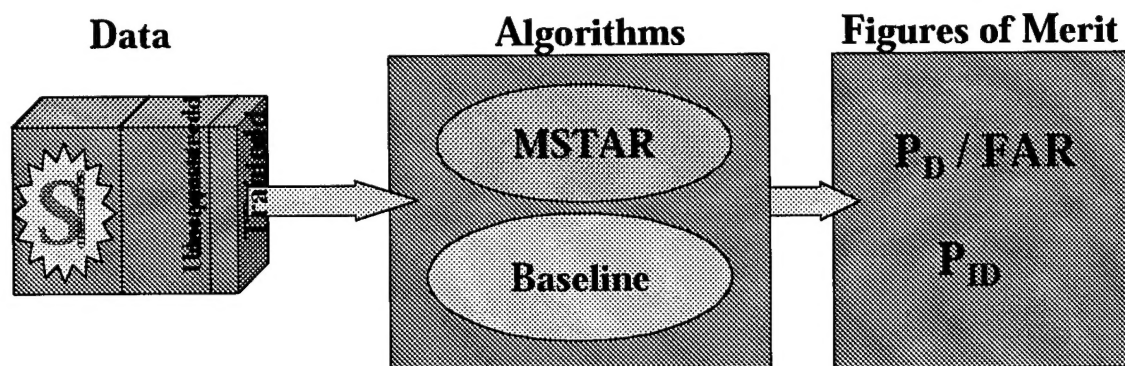 Data
Algorithms
Figures of Merit
MSTAR
Baseline
P_D / FAR
P_ID